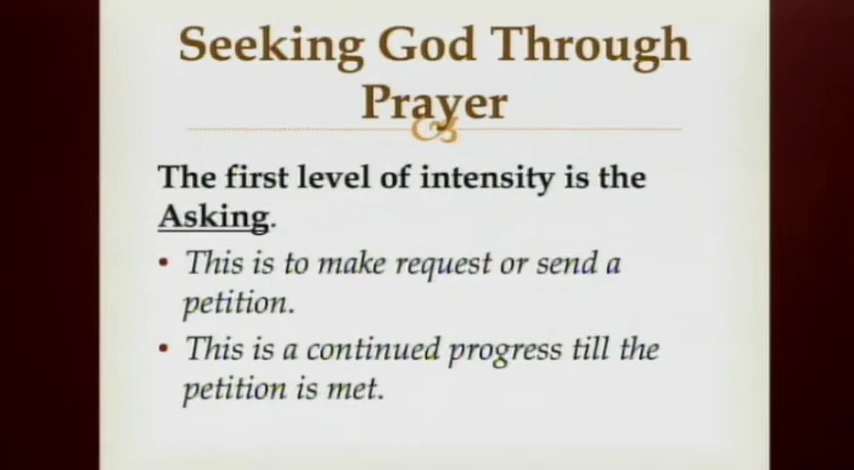 Seeking God Through
Prayer
The first level of intensity is the
Asking.
• This is to make request or send a
petition.
• This is a continued progress till the
petition is met.